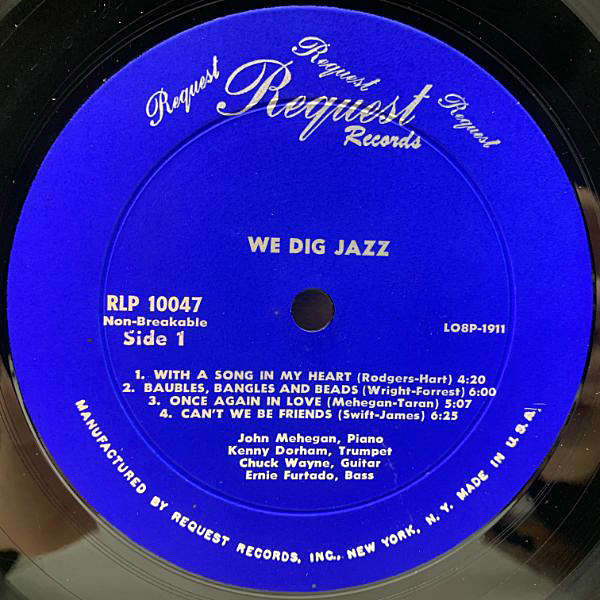 Request
Request
Request
Request
Records
WE DIG JAZZ
RLP 10047
Non-Breakable
Side 1
LO8P-1911
1. WITH A SONG IN MY HEART (Rodgers-Hart) 4:20
2. BAUBLES, BANGLES AND BEADS (Wright-Forrest) 6:00
3. ONCE AGAIN IN LOVE (Mehegan-Taran) 5:07
4. CAN'T WE BE FRIENDS (Swift-James) 6:25
John Mehegan, Piano
Kenny Dorham, Trumpet
Chuck Wayne, Guitar
Ernie Furtado, Bass
MANUFACTURED BY REQUEST RECORDS, INC., NEW YORK, N. Y. MADE IN U.S.A.